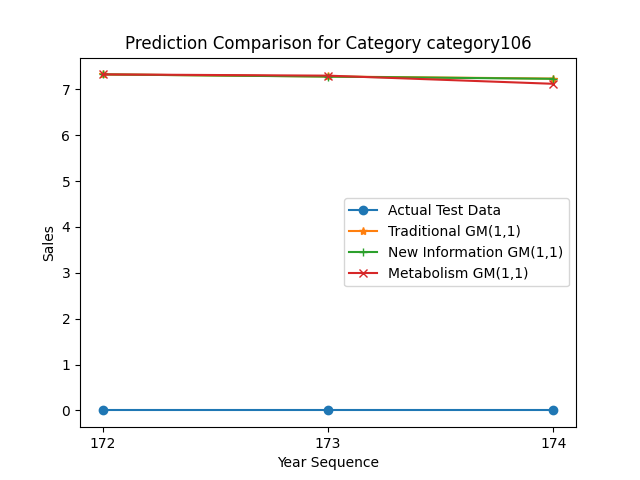 Prediction Comparison for Category category106
Sales
7
6
5
4
3
2
1
0
Actual Test Data
Traditional GM(1,1)
New Information GM(1,1)
Metabolism GM(1,1)
172 173 174
Year Sequence